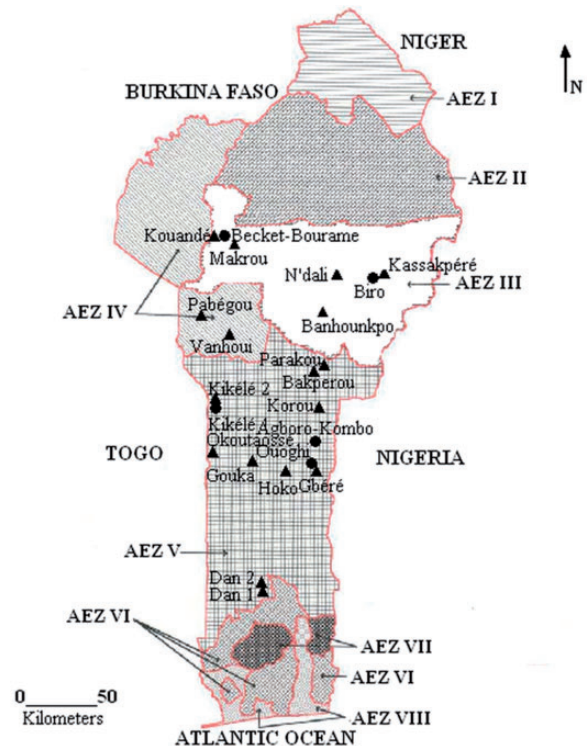 NIGER
N
BURKINA FASO
AEZ I
AEZ II
Kouandé
Becket-Bourame
Makrou
N'dali
Kassakpéré
Biro
AEZ III
AEZ IV
Pabégou
Banhounkpo
Vanhoui
Parakou
Bakperou
Kikélé 2
Korou
Kikélé 1
Agboro-Kombo
Okoutaossé
TOGO
Ouoghi
NIGERIA
Gouka
Hoko
Gbéré
AEZ V
Dan 2
Dan 1
AEZ VI
AEZ VII
AEZ VI
0 50
Kilometers
AEZ VIII
ATLANTIC OCEAN